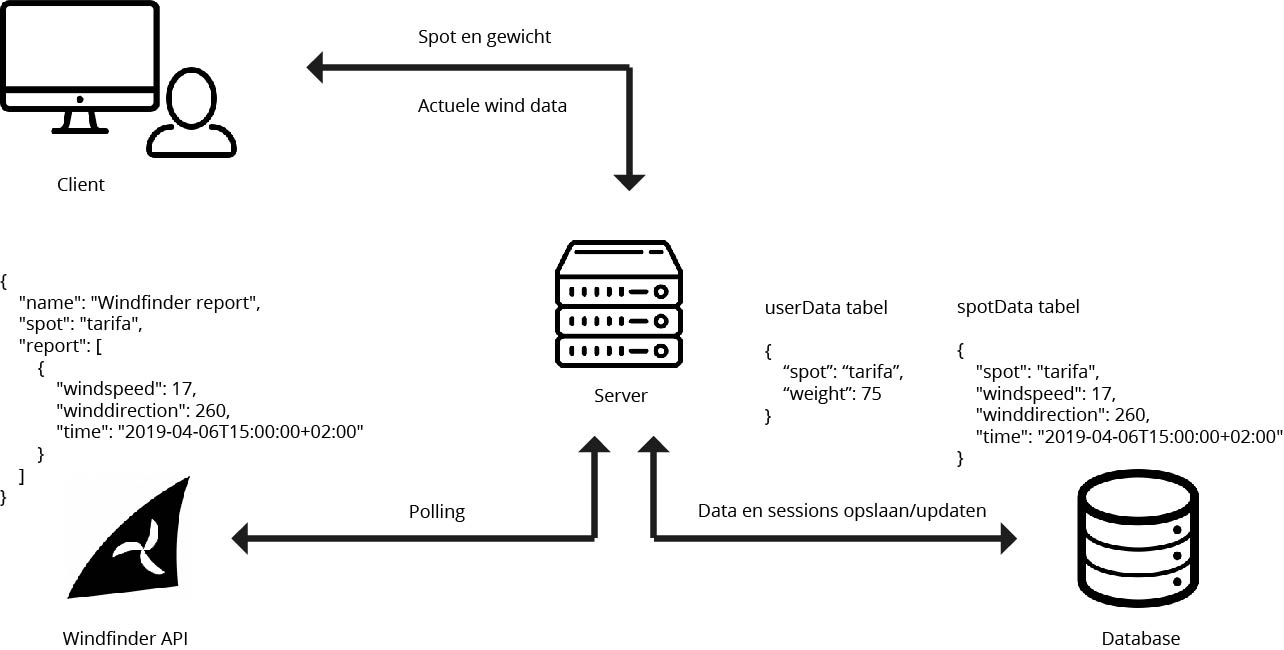 Spot en gewicht
Actuele wind data
Client
{
"name": "Windfinder report",
"spot": "tarifa",
"report": [
{
"windspeed": 17,
"winddirection": 260,
"time": "2019-04-06T15:00:00+02:00"
}
]
}
Server
userData tabel
{
“spot”: “tarifa”,
“weight”: 75
}
spotData tabel
{
"spot": "tarifa",
"windspeed": 17,
"winddirection": 260,
"time": "2019-04-06T15:00:00+02:00"
}
Polling
Data en sessions opslaan/updaten
Windfinder API
Database